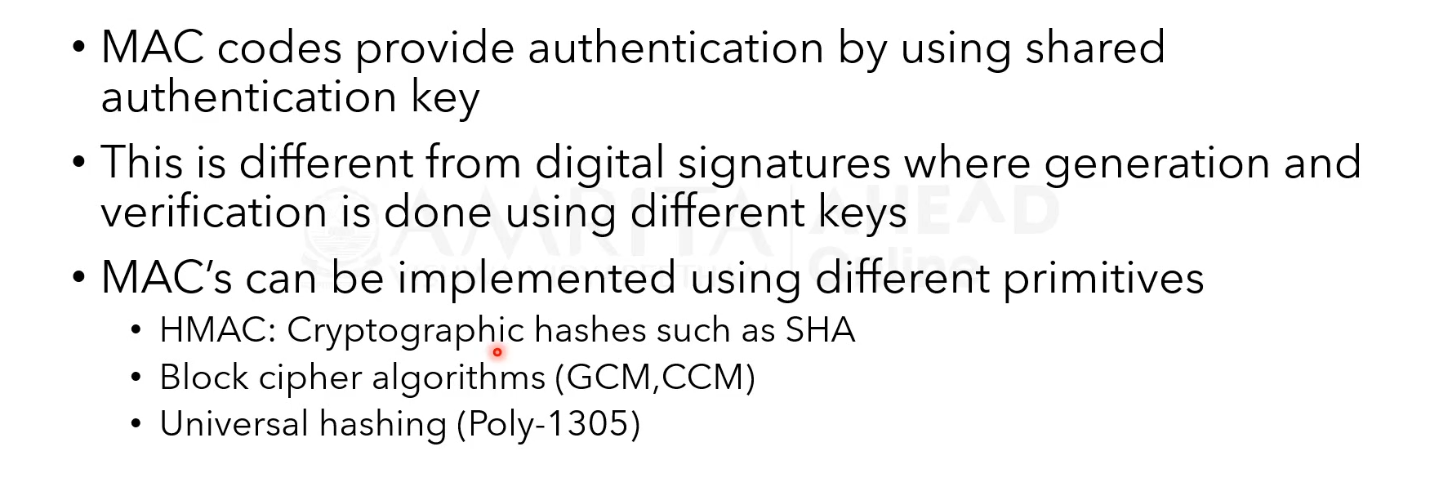 • MAC codes provide authentication by using shared
authentication key
• This is different from digital signatures where generation and
verification is done using different keys
• MAC’s can be implemented using different primitives
• HMAC: Cryptographic hashes such as SHA
• Block cipher algorithms (GCM,CCM)
• Universal hashing (Poly-1305)
AMRITA AHEAD
Online